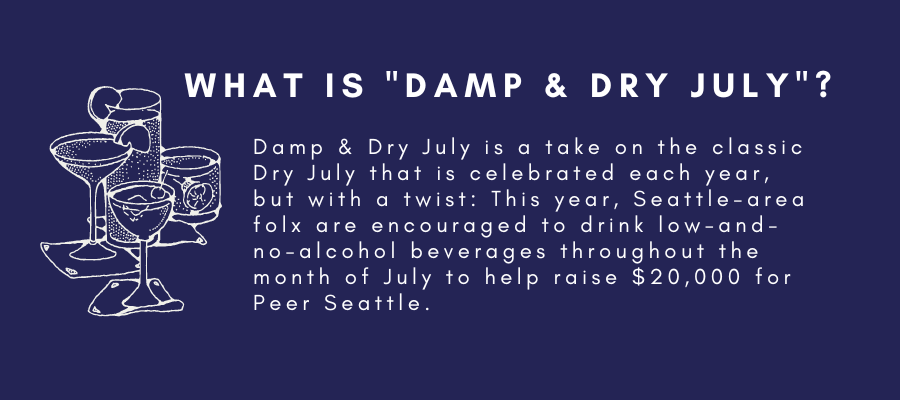 WHAT IS "DAMP & DRY JULY"?
Damp & Dry July is a take on the classic
Dry July that is celebrated each year,
but with a twist: This year, Seattle-area
folx are encouraged to drink low-and-
no-alcohol beverages throughout the
month of July to help raise $20,000 for
Peer Seattle.